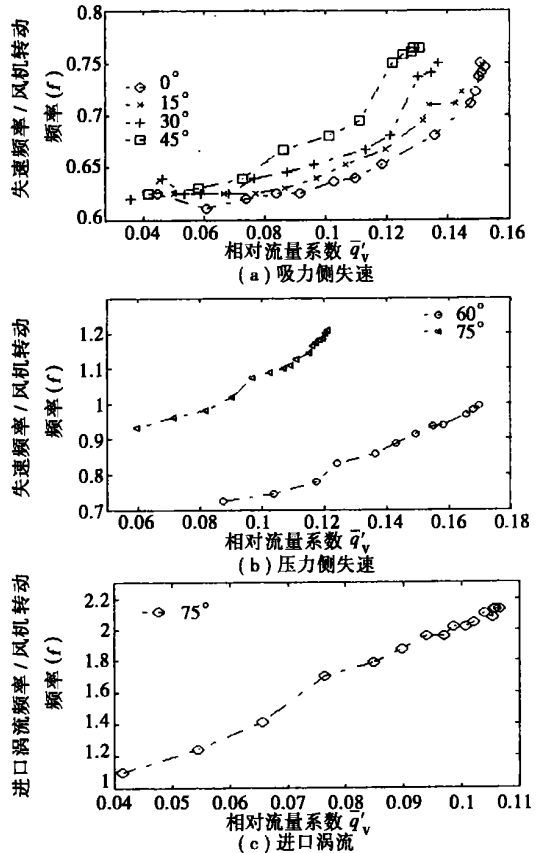 失速频率/风机转动
频率(f)
0.8
0.75
0.7
0.65
0.6
0°
15°
30°
45°
0.04 0.06 0.08 0.1 0.12 0.14 0.16
相对流量系数 q̄′ᵥ
(a)吸力侧失速
失速频率/风机转动
频率(f)
1.2
1.1
1
0.9
0.8
0.7
60°
75°
0.06 0.08 0.1 0.12 0.14 0.16 0.18
相对流量系数 q̄′ᵥ
(b)压力侧失速
进口涡流频率/风机转动
频率(f)
2.2
2
1.8
1.6
1.4
1.2
1
75°
0.04 0.05 0.06 0.07 0.08 0.09 0.1 0.11
相对流量系数 q̄′ᵥ
(c)进口涡流